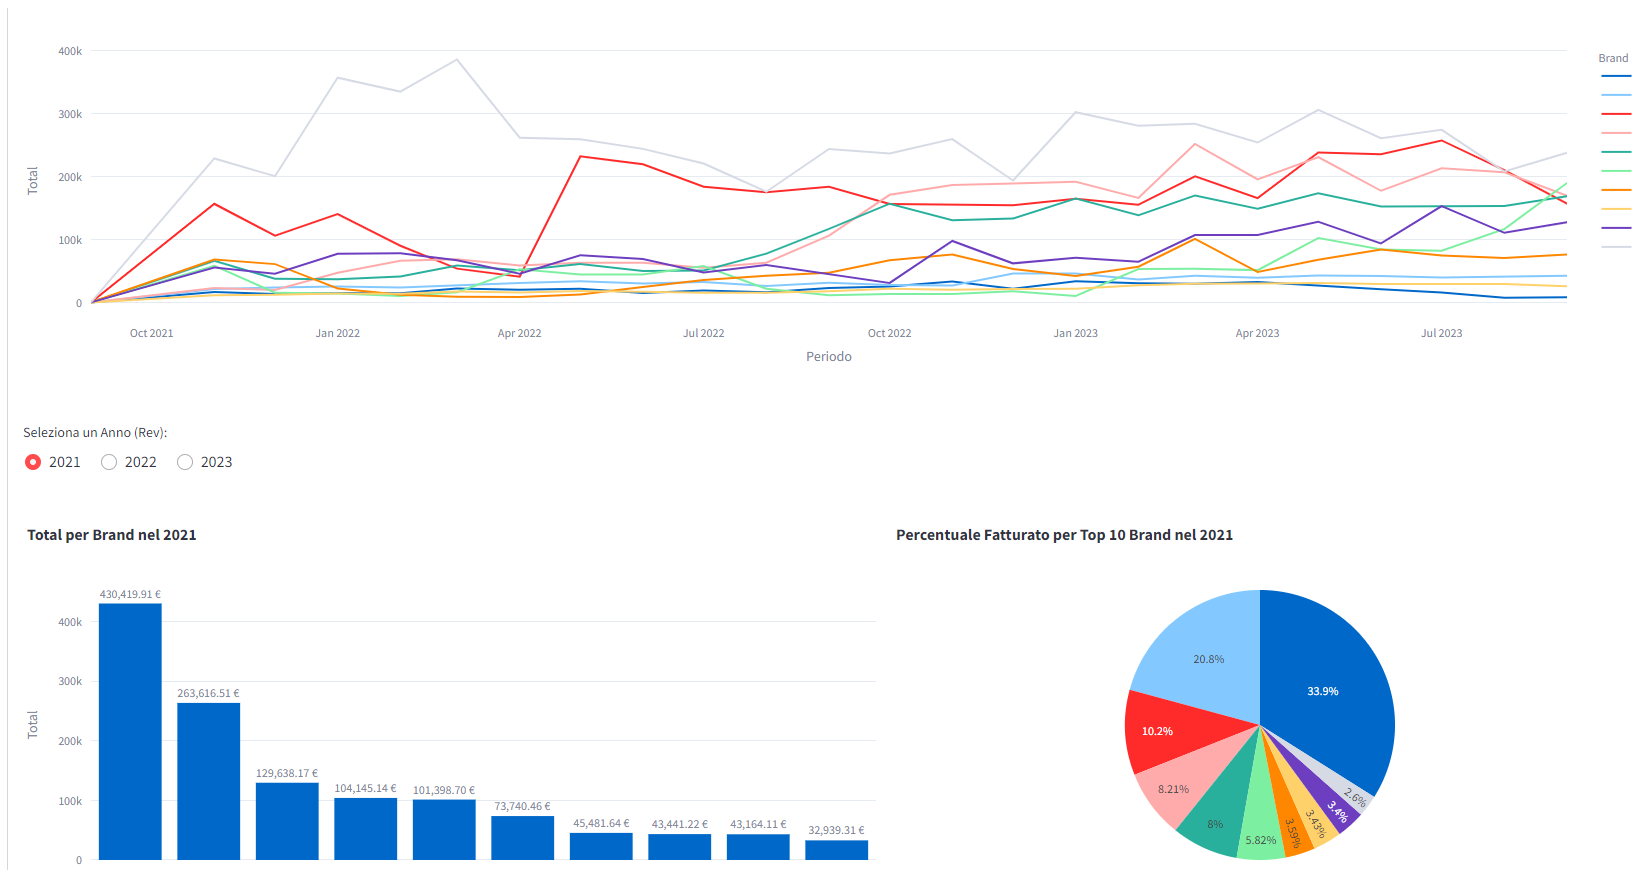 400k
300k
200k
100k
0
Total
Oct 2021
Jan 2022
Apr 2022
Jul 2022
Oct 2022
Jan 2023
Apr 2023
Jul 2023
Periodo
Brand
Seleziona un Anno (Rev):
2021
2022
2023
Total per Brand nel 2021
430,419.91 €
263,616.51 €
129,638.17 €
104,145.14 €
101,398.70 €
73,740.46 €
45,481.64 €
43,441.22 €
43,164.11 €
32,939.31 €
400k
300k
200k
100k
0
Total
Percentuale Fatturato per Top 10 Brand nel 2021
33.9%
20.8%
10.2%
8.21%
8%
5.82%
3.59%
3.43%
3.4%
2.6%